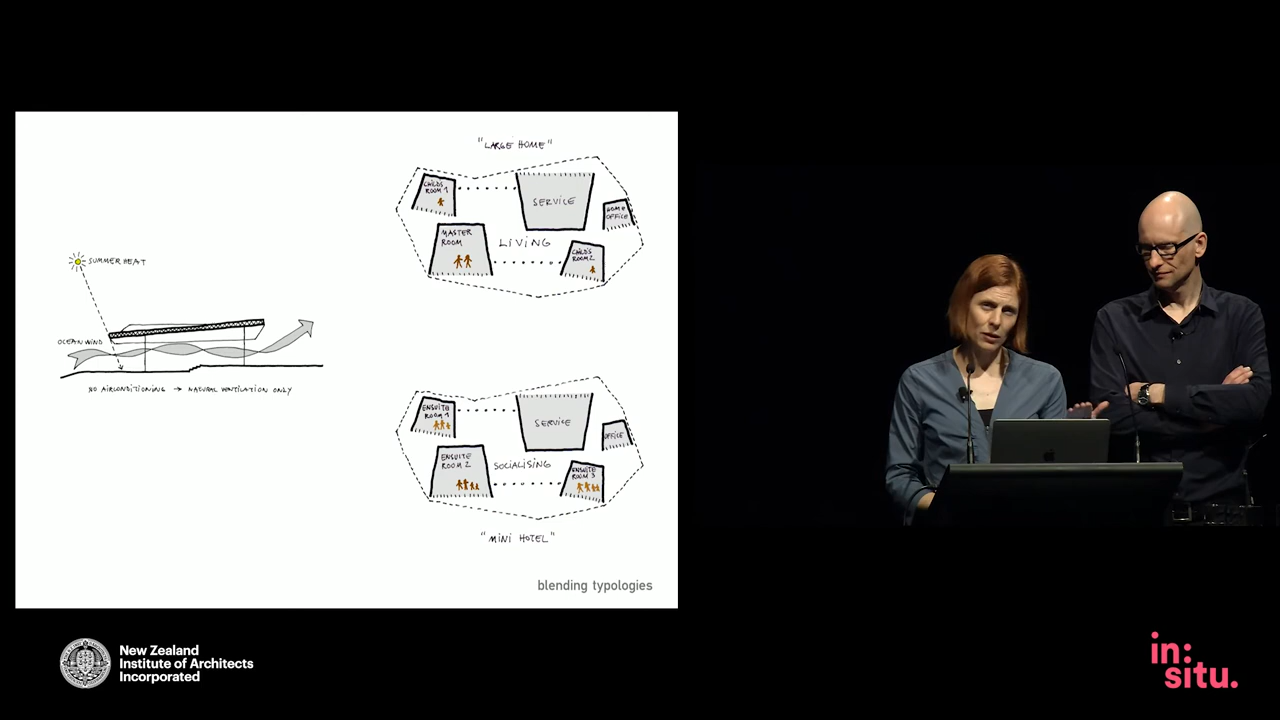 "LARGE HOME"
CHILD'S
ROOM 1
SERVICE
HOME
OFFICE
MASTER
ROOM
LIVING
CHILD'S
ROOM 2
SUMMER HEAT
OCEAN WIND
NO AIRCONDITIONING → NATURAL VENTILATION ONLY
ENSUITE
ROOM 1
SERVICE
OFFICE
ENSUITE
ROOM 2
SOCIALISING
ENSUITE
ROOM 3
"MINI HOTEL"
blending typologies
New Zealand
Institute of Architects
Incorporated
in:
situ.